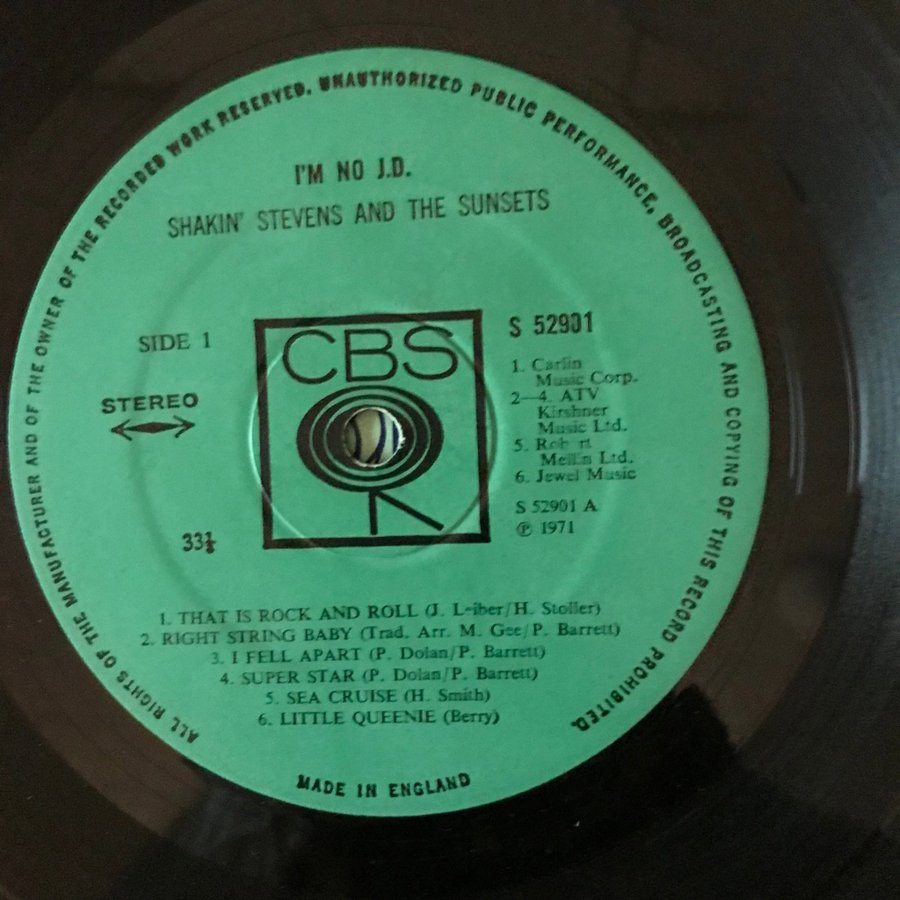 ALL RIGHTS OF THE MANUFACTURER AND OF THE OWNER OF THE RECORDED WORK RESERVED. UNAUTHORIZED PUBLIC PERFORMANCE, BROADCASTING AND COPYING OF THIS RECORD PROHIBITED.
I'M NO J.D.
SHAKIN' STEVENS AND THE SUNSETS
SIDE 1
STEREO
33⅓
CBS
S 52901
1. Carlin
Music Corp.
2—4. ATV
Kirshner
Music Ltd.
5. Rob rt
Mellin Ltd.
6. Jewel Music
S 52901 A
℗ 1971
1. THAT IS ROCK AND ROLL (J. Leiber/H. Stoller)
2. RIGHT STRING BABY (Trad. Arr. M. Gee/P. Barrett)
3. I FELL APART (P. Dolan/P. Barrett)
4. SUPER STAR (P. Dolan/P. Barrett)
5. SEA CRUISE (H. Smith)
6. LITTLE QUEENIE (Berry)
MADE IN ENGLAND